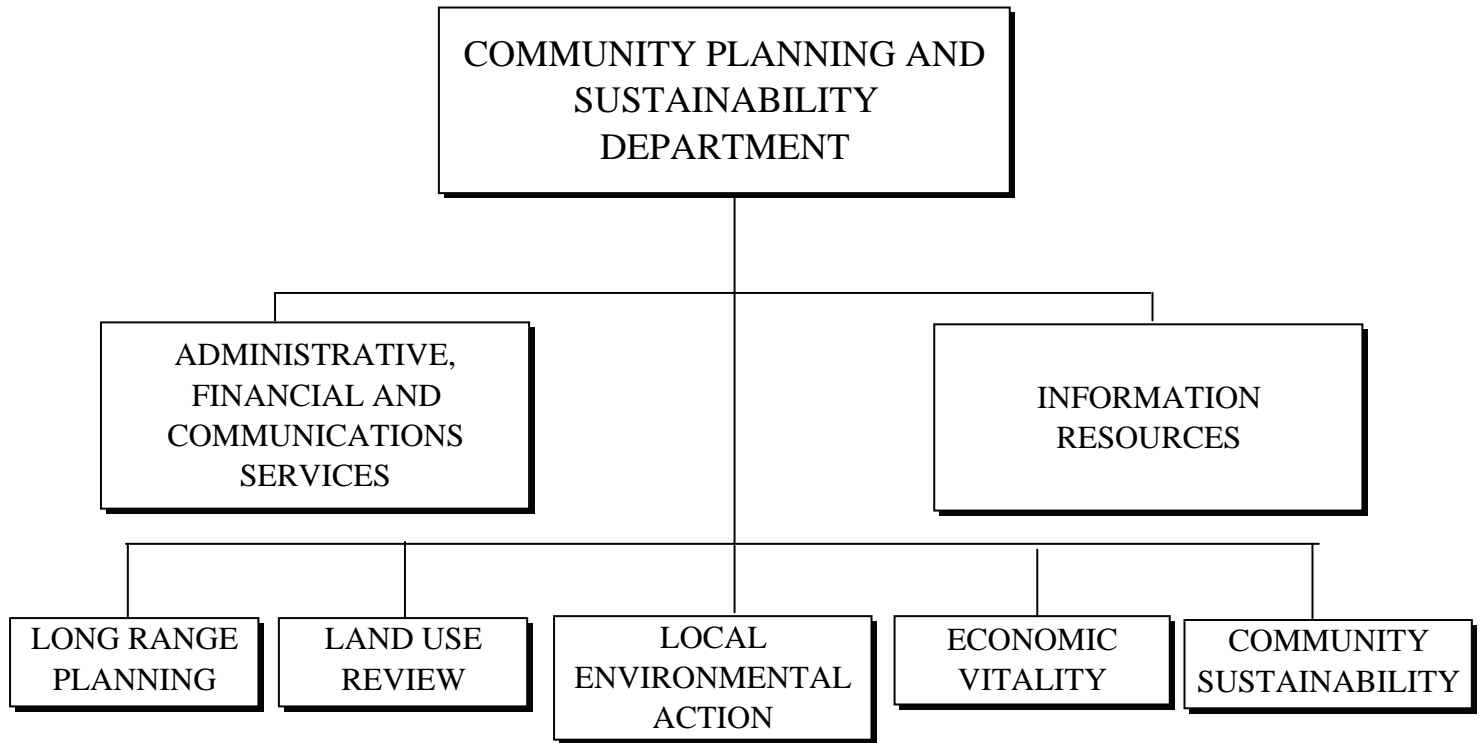 COMMUNITY PLANNING AND
SUSTAINABILITY
DEPARTMENT
ADMINISTRATIVE,
FINANCIAL AND
COMMUNICATIONS
SERVICES
INFORMATION
RESOURCES
LONG RANGE
PLANNING
LAND USE
REVIEW
LOCAL
ENVIRONMENTAL
ACTION
ECONOMIC
VITALITY
COMMUNITY
SUSTAINABILITY